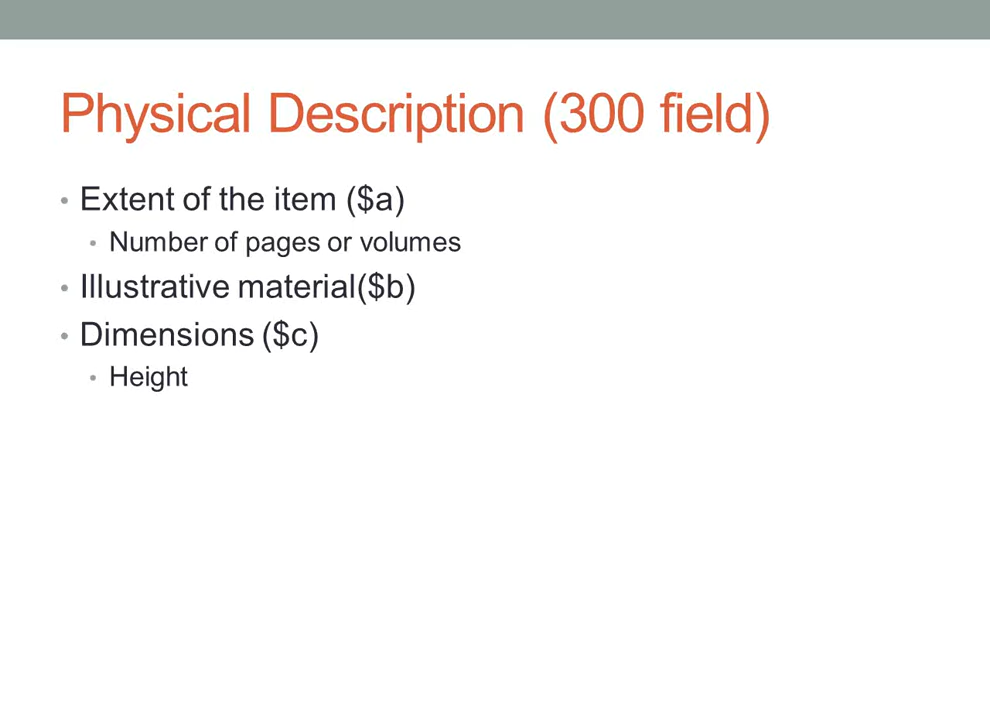 Physical Description (300 field)
• Extent of the item ($a)
• Number of pages or volumes
• Illustrative material($b)
• Dimensions ($c)
• Height